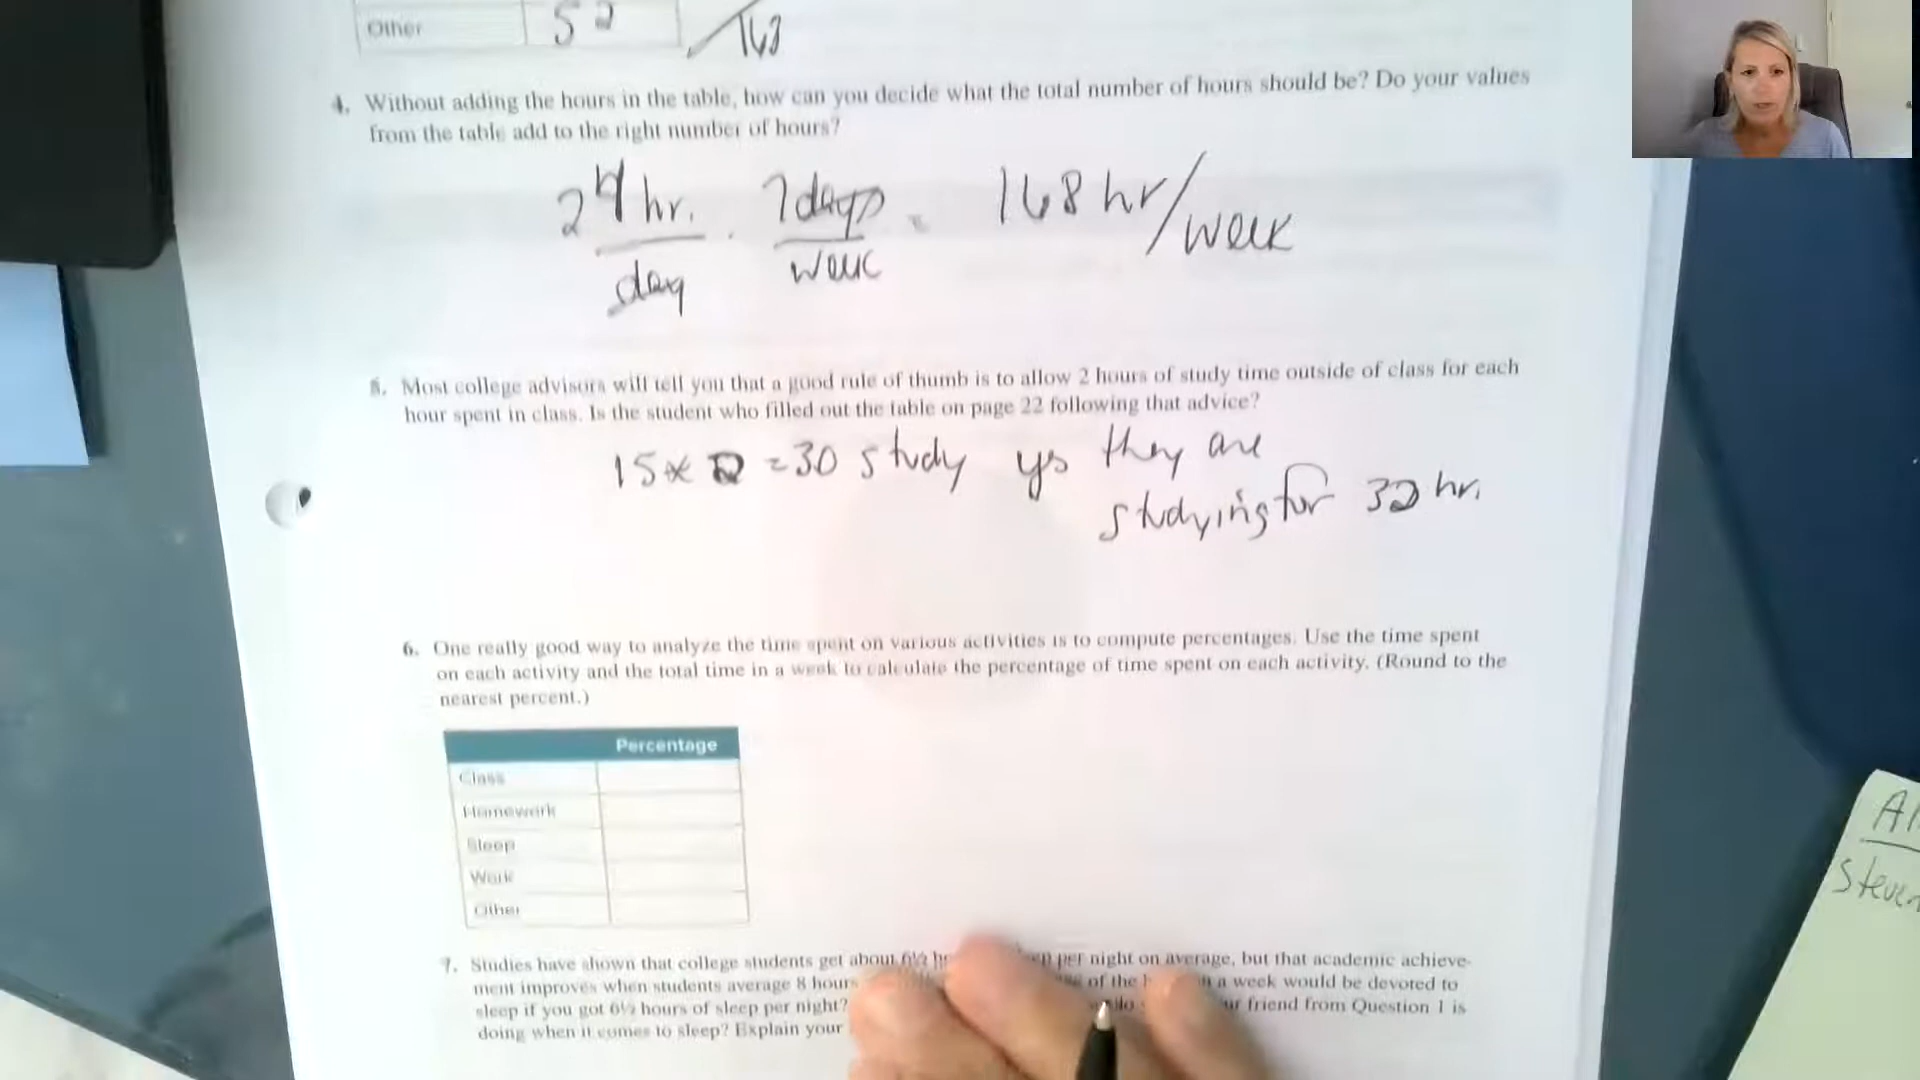 Other 52 /163
4. Without adding the hours in the table, how can you decide what the total number of hours should be? Do your values
from the table add to the right number of hours?
24 hr. / day . 7 days / week = 168 hr/week
5. Most college advisors will tell you that a good rule of thumb is to allow 2 hours of study time outside of class for each
hour spent in class. Is the student who filled out the table on page 22 following that advice?
15 * 2 = 30 study ys they are
studying for 32 hr.
6. One really good way to analyze the time spent on various activities is to compute percentages. Use the time spent
on each activity and the total time in a week to calculate the percentage of time spent on each activity. (Round to the
nearest percent.)
Percentage
Class
Homework
Sleep
Work
Other
7. Studies have shown that college students get about 6½ per night on average, but that academic achieve-
ment improves when students average 8 hours of the a week would be devoted to
sleep if you got 6½ hours of sleep per night? friend from Question 1 is
doing when it comes to sleep? Explain your